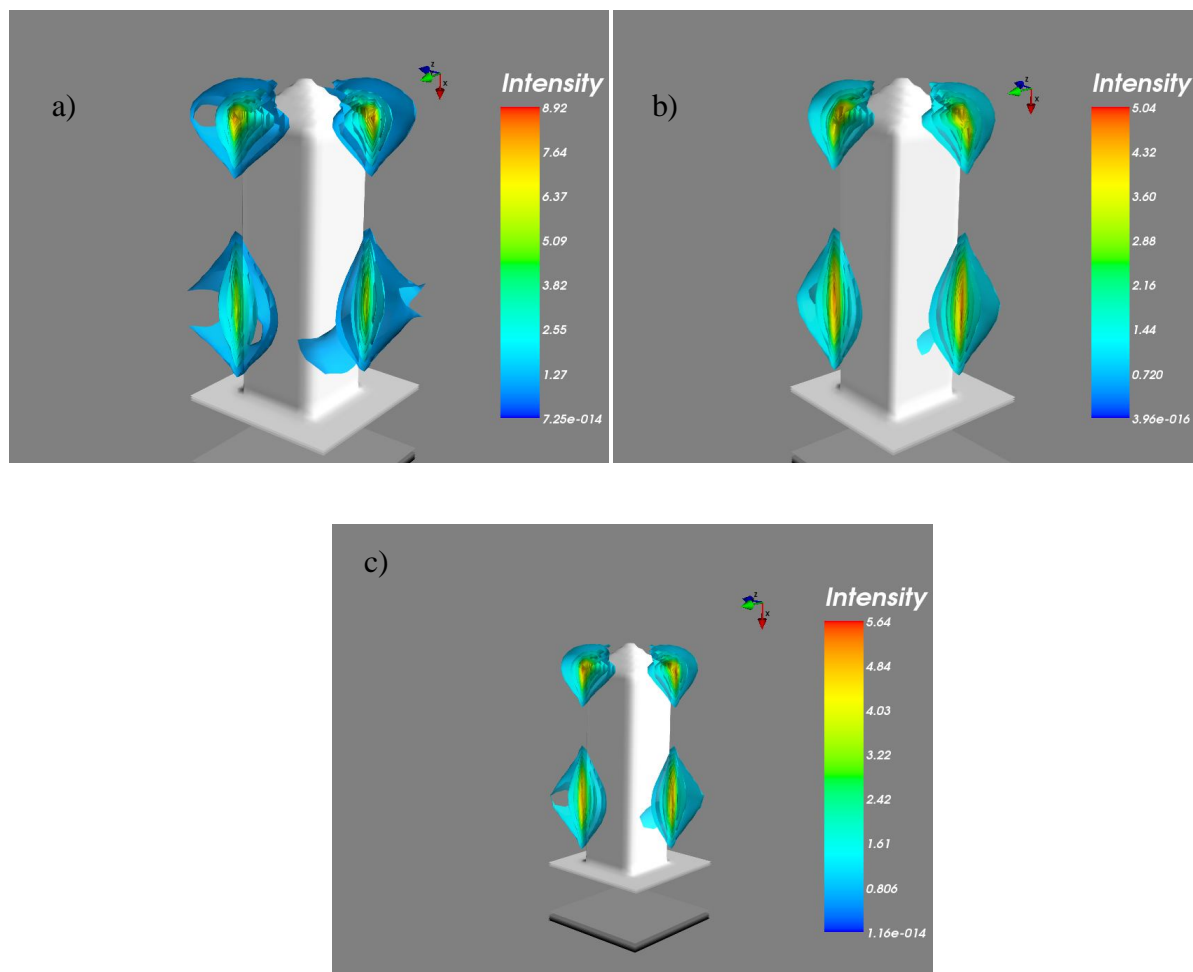 a)
z
x
Intensity
8.92
7.64
6.37
5.09
3.82
2.55
1.27
7.25e-014
b)
z
x
Intensity
5.04
4.32
3.60
2.88
2.16
1.44
0.720
3.96e-016
c)
z
x
Intensity
5.64
4.84
4.03
3.22
2.42
1.61
0.806
1.16e-014